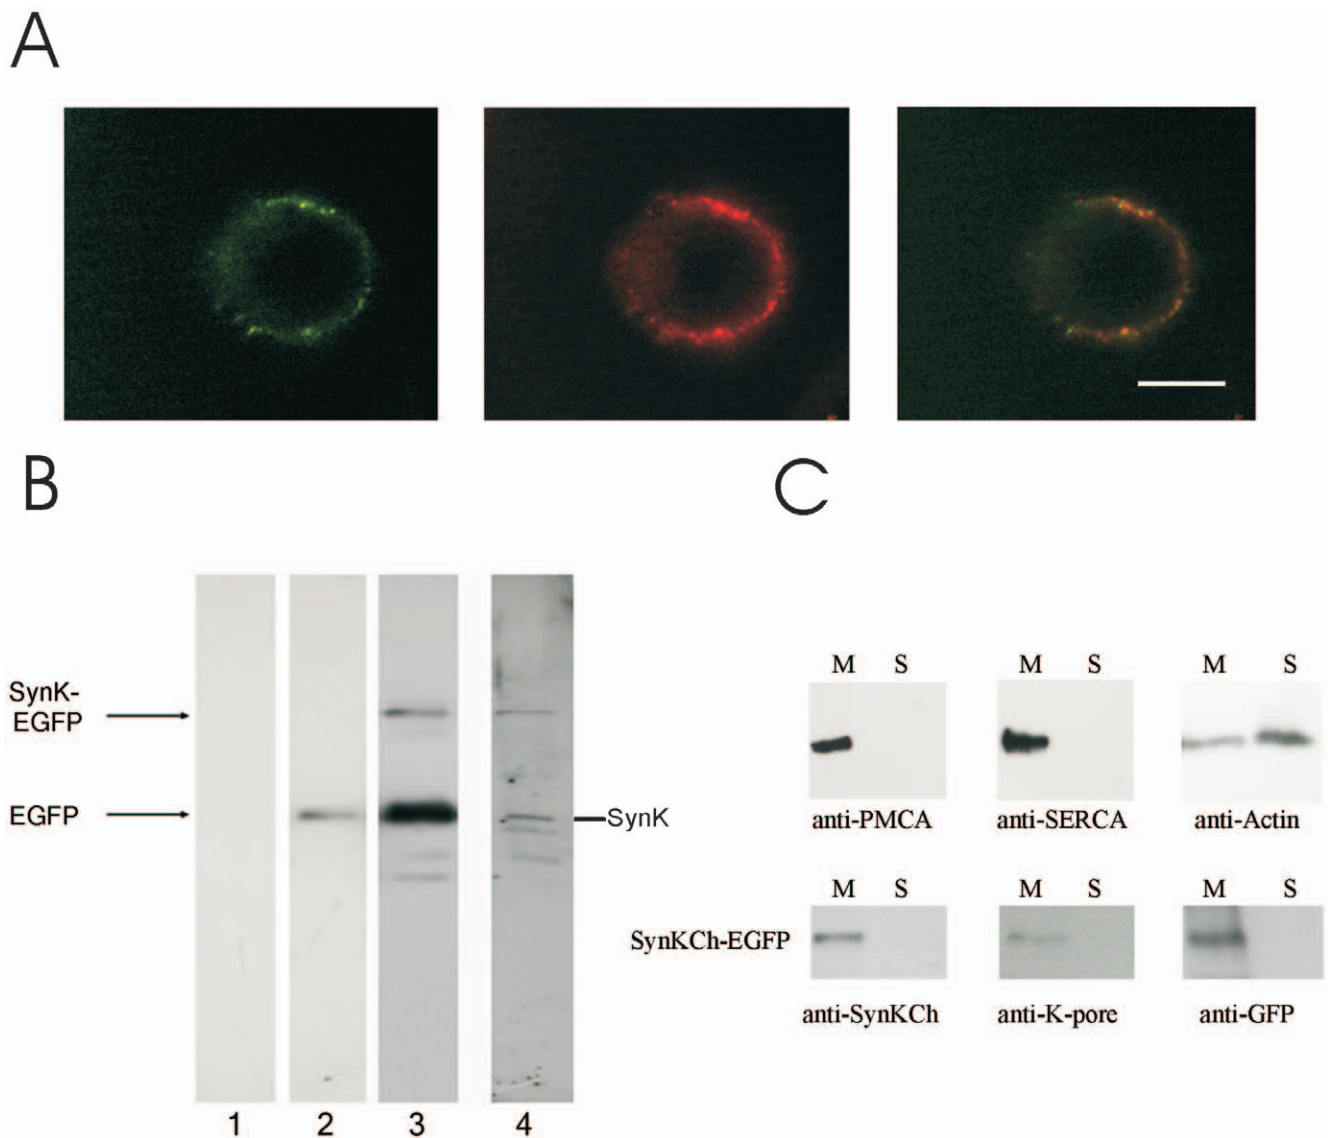 A
B
C
SynK-
EGFP
EGFP
SynK
1 2 3 4
M S M S M S
anti-PMCA anti-SERCA anti-Actin
M S M S M S
SynKCh-EGFP
anti-SynKCh anti-K-pore anti-GFP